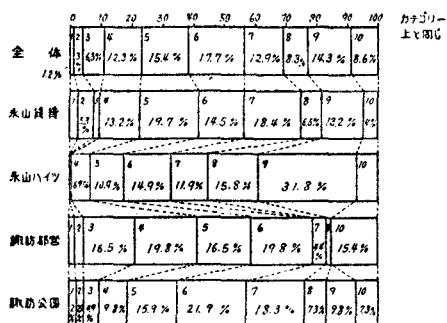 0 10 20 30 40 50 60 70 80 90 100
カテゴリー
上と同じ
全体
1 2 3 4 5 6 7 8 9 10
6.3% 12.3% 15.4% 17.7% 12.9% 8.3% 14.3% 8.6%
1.2%
1 2 3 4 5 6 7 8 9 10
13.2% 19.7% 14.5% 18.4% 6.6% 13.2%
永山ハイツ
4 5 6 7 8 9 10
6.9% 10.9% 14.9% 11.9% 15.8% 31.8%
諏訪都営
1 2 3 4 5 6 7 8 10
16.5% 19.8% 16.5% 19.8% 15.4%
諏訪公団
1 2 3 4 5 6 7 8 9 10
4.9% 9.8% 15.9% 21.9% 18.3% 7.3% 9.8% 7.3%